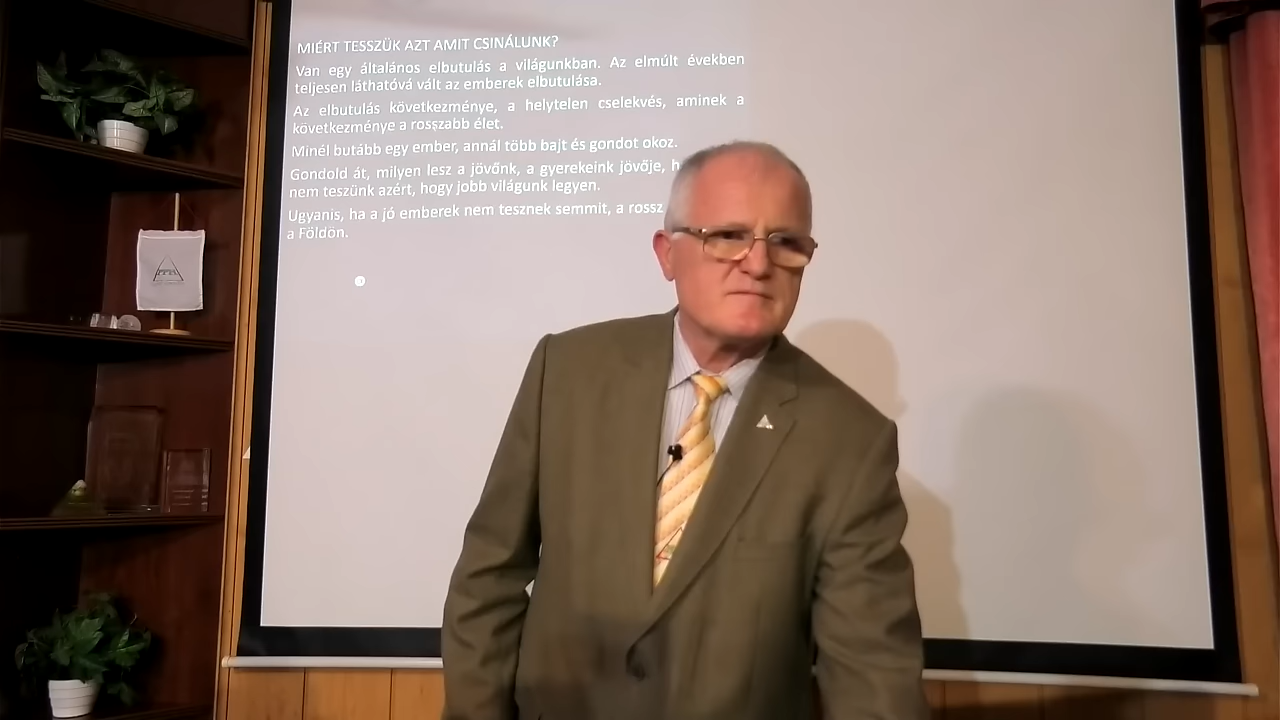 MIÉRT TESSZÜK AZT AMIT CSINÁLUNK?
Van egy általános elbutulás a világunkban. Az elmúlt években
teljesen láthatóvá vált az emberek elbutulása.
Az elbutulás következménye, a helytelen cselekvés, aminek a
következménye a rosszabb élet.
Minél butább egy ember, annál több bajt és gondot okoz.
Gondold át, milyen lesz a jövőnk, a gyerekeink jövője,
nem teszünk azért, hogy jobb világunk legyen.
Ugyanis, ha a jó emberek nem tesznek semmit, a rossz
a Földön.